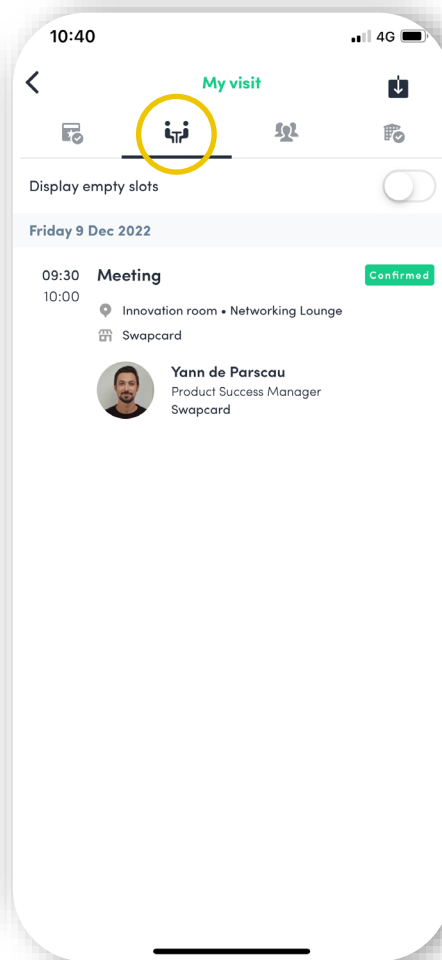 10:40 4G
My visit
Display empty slots
Friday 9 Dec 2022
09:30 Meeting Confirmed
10:00
Innovation room • Networking Lounge
Swapcard
Yann de Parscau
Product Success Manager
Swapcard